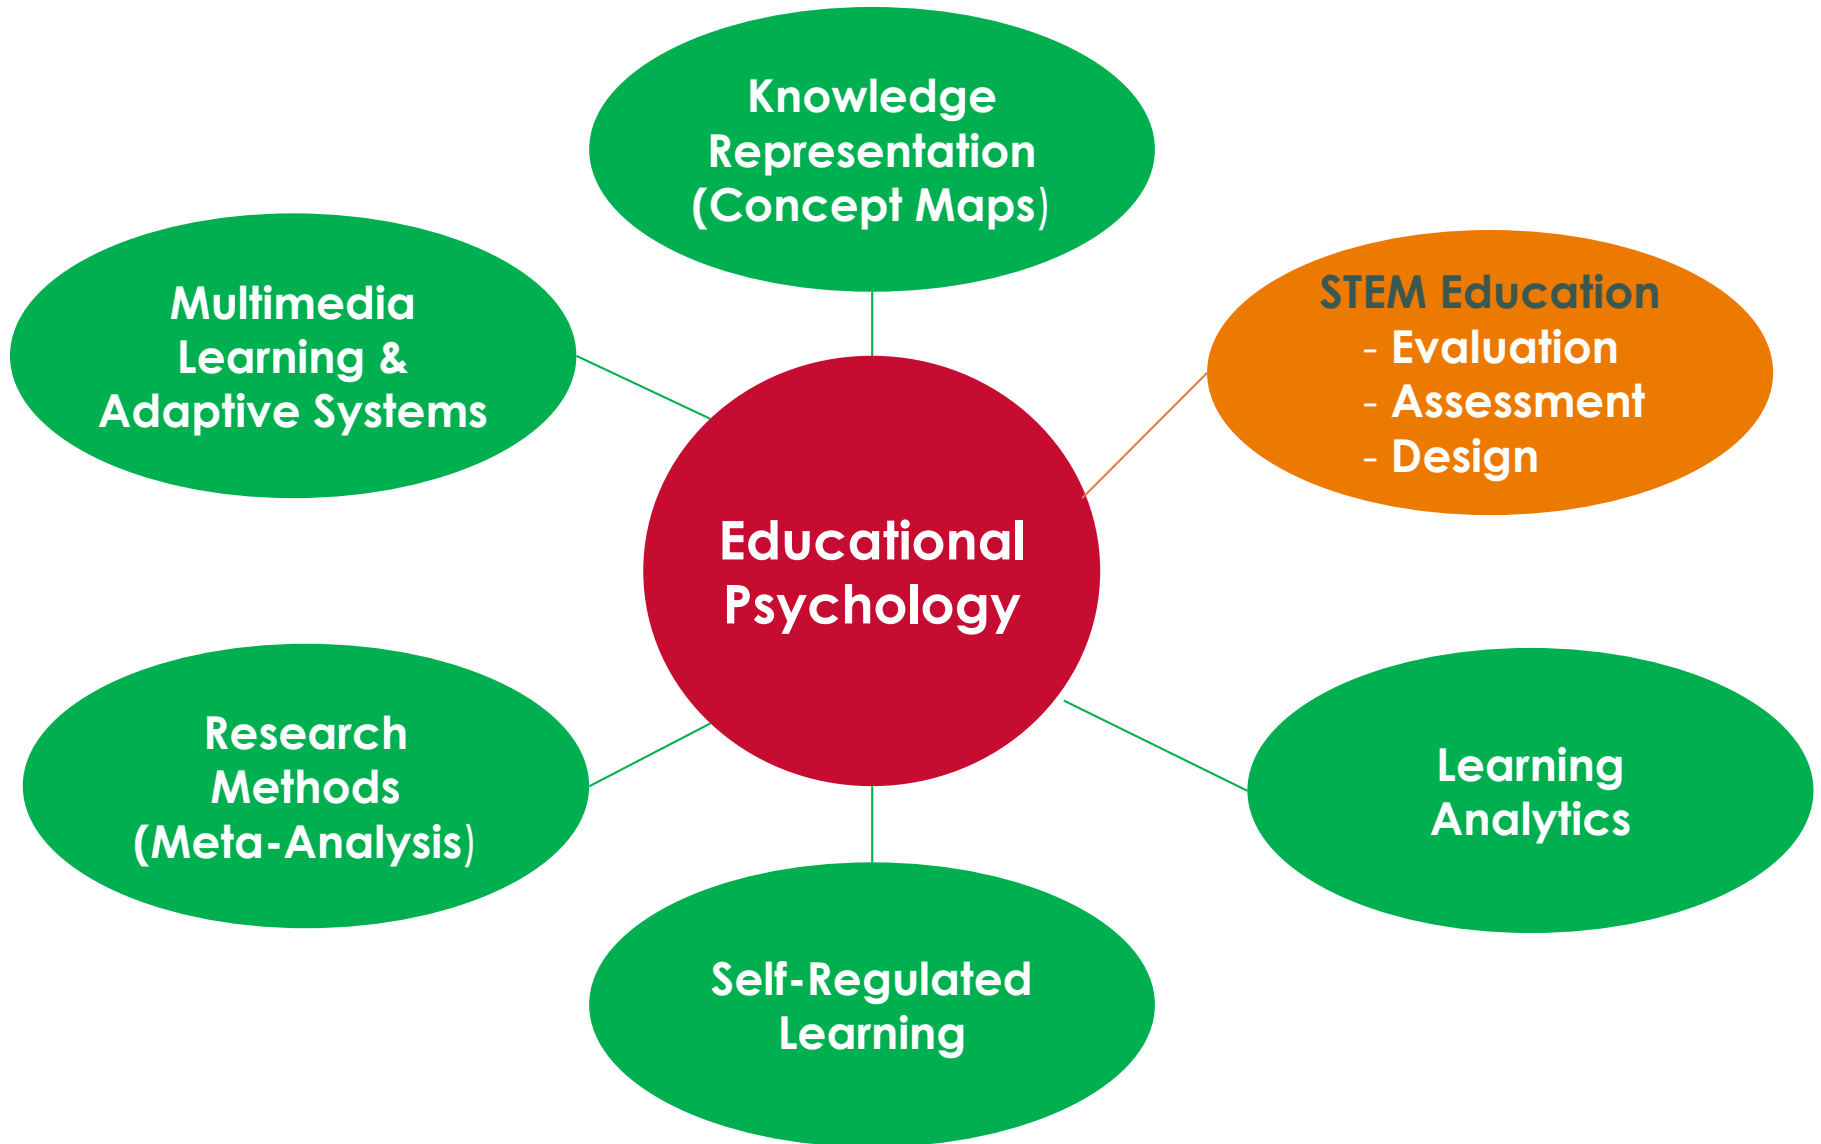 Knowledge
Representation
(Concept Maps)
Multimedia
Learning &
Adaptive Systems
STEM Education
- Evaluation
- Assessment
- Design
Educational
Psychology
Research
Methods
(Meta-Analysis)
Learning
Analytics
Self-Regulated
Learning